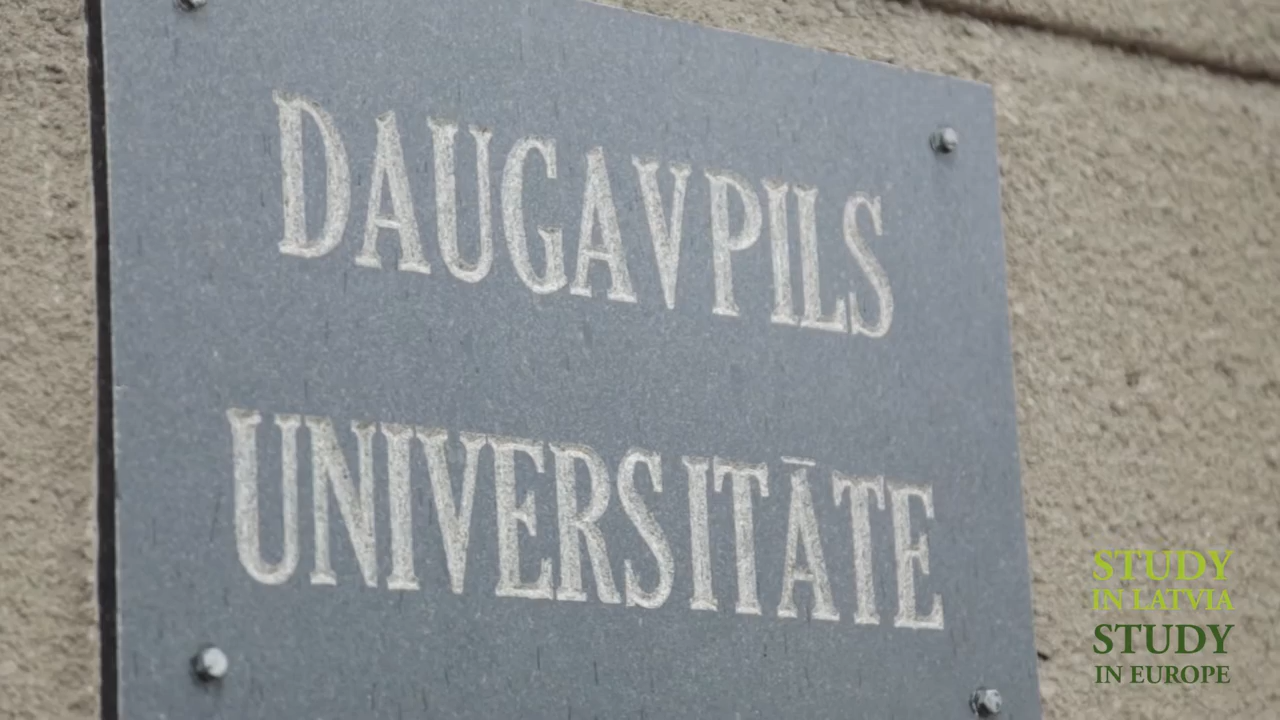 DAUGAVPILS
UNIVERSITĀTE
STUDY
IN LATVIA
STUDY
IN EUROPE